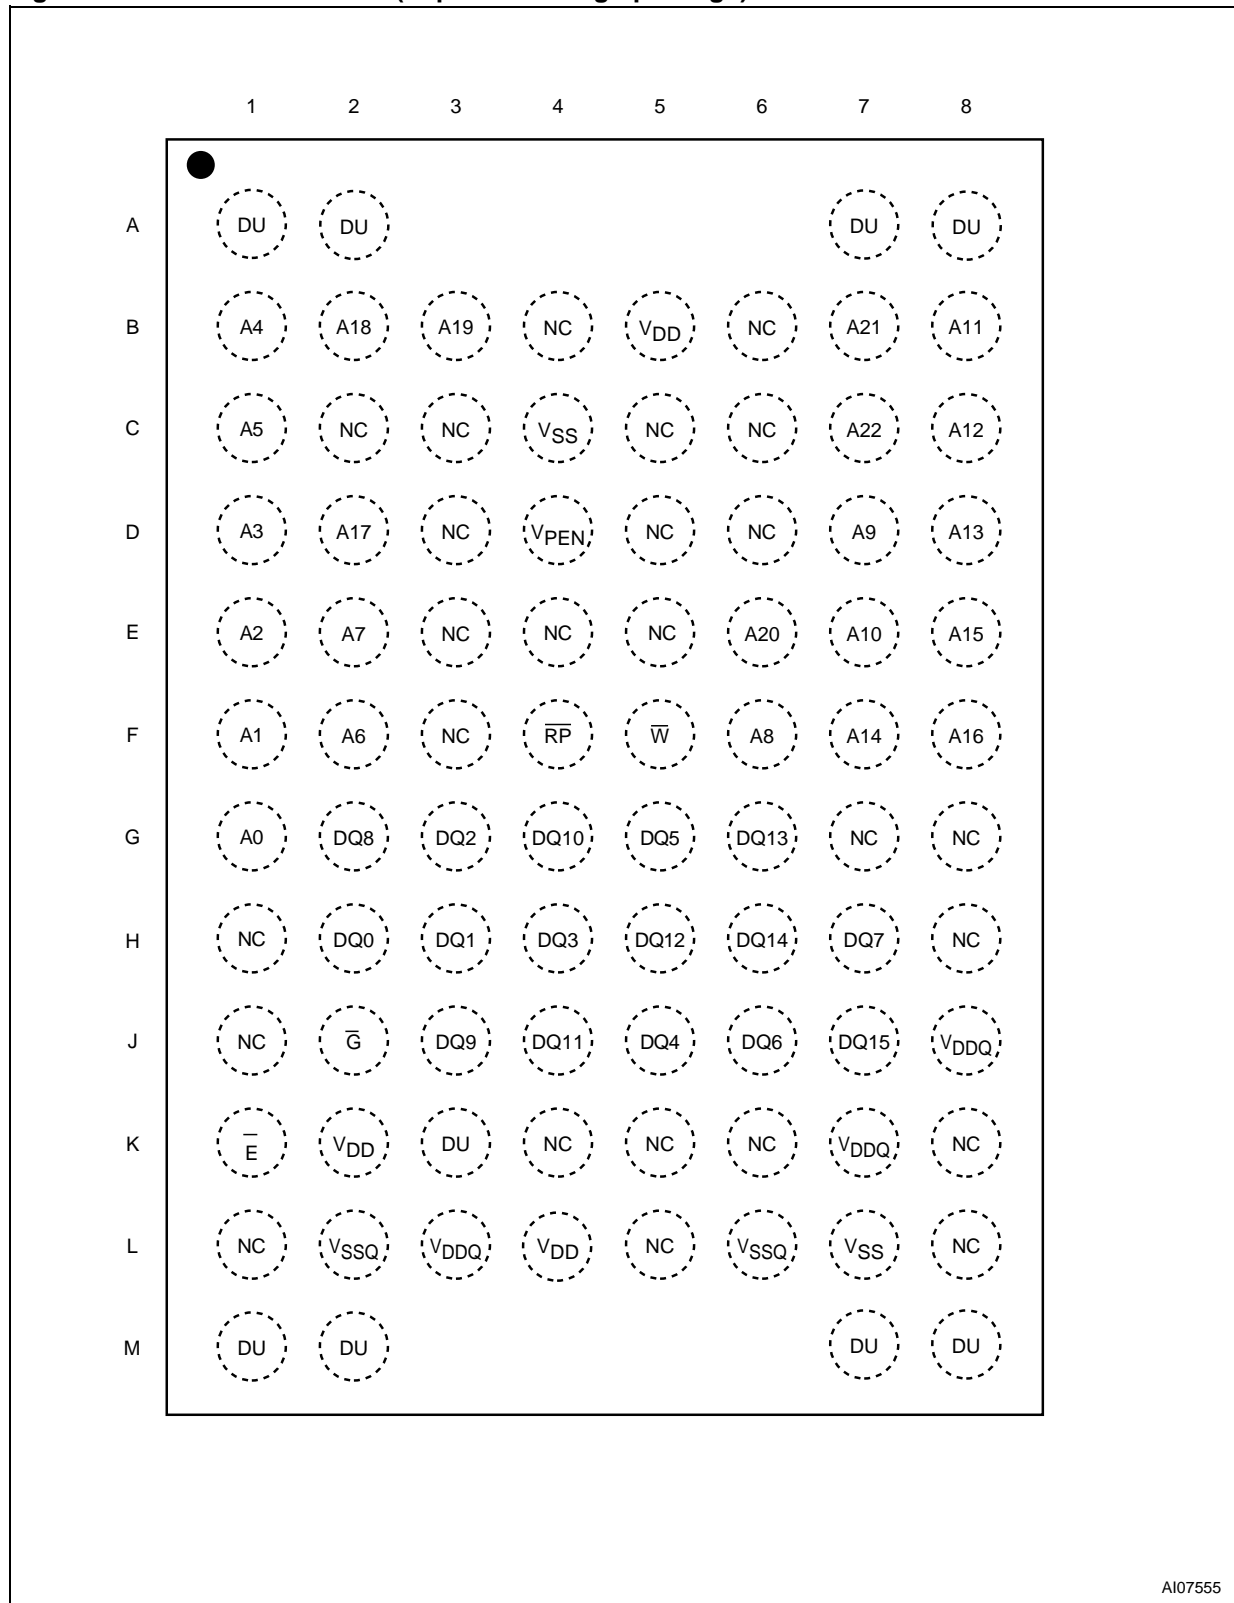 1 2 3 4 5 6 7 8
A DU DU DU DU
B A4 A18 A19 NC VDD NC A21 A11
C A5 NC NC VSS NC NC A22 A12
D A3 A17 NC VPEN NC NC A9 A13
E A2 A7 NC NC NC A20 A10 A15
F A1 A6 NC R̅P̅ W̅ A8 A14 A16
G A0 DQ8 DQ2 DQ10 DQ5 DQ13 NC NC
H NC DQ0 DQ1 DQ3 DQ12 DQ14 DQ7 NC
J NC G̅ DQ9 DQ11 DQ4 DQ6 DQ15 VDDQ
K E̅ VDD DU NC NC NC VDDQ NC
L NC VSSQ VDDQ VDD NC VSSQ VSS NC
M DU DU DU DU
AI07555